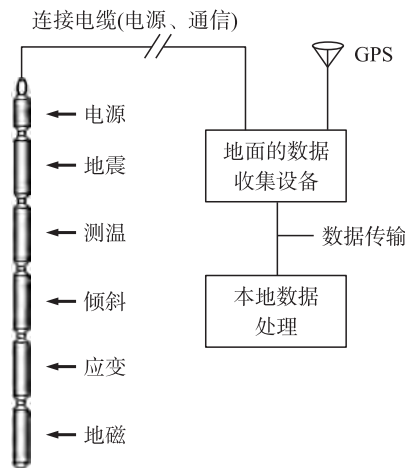 连接电缆(电源、通信)
GPS
电源
地震
测温
倾斜
应变
地磁
地面的数据
收集设备
数据传输
本地数据
处理